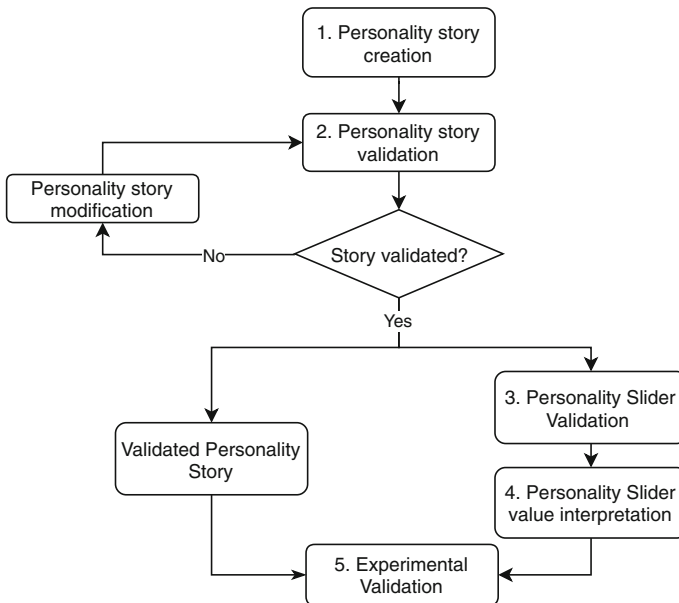 1. Personality story
creation
2. Personality story
validation
Personality story
modification
Story validated?
No
Yes
3. Personality Slider
Validation
Validated Personality
Story
4. Personality Slider
value interpretation
5. Experimental
Validation